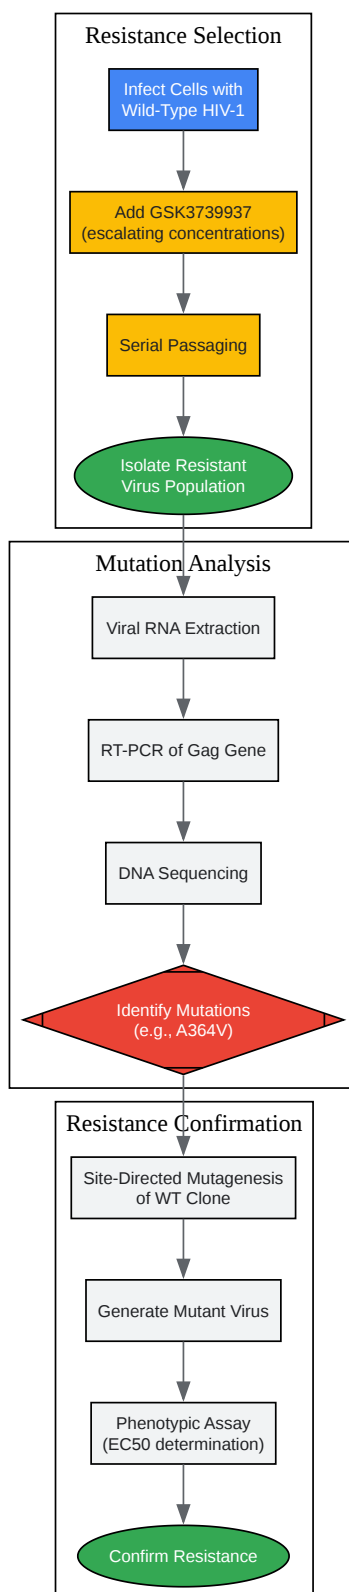 Resistance Selection
Infect Cells with
Wild-Type HIV-1
Add GSK3739937
(escalating concentrations)
Serial Passaging
Isolate Resistant
Virus Population
Mutation Analysis
Viral RNA Extraction
RT-PCR of Gag Gene
DNA Sequencing
Identify Mutations
(e.g., A364V)
Resistance Confirmation
Site-Directed Mutagenesis
of WT Clone
Generate Mutant Virus
Phenotypic Assay
(EC50 determination)
Confirm Resistance